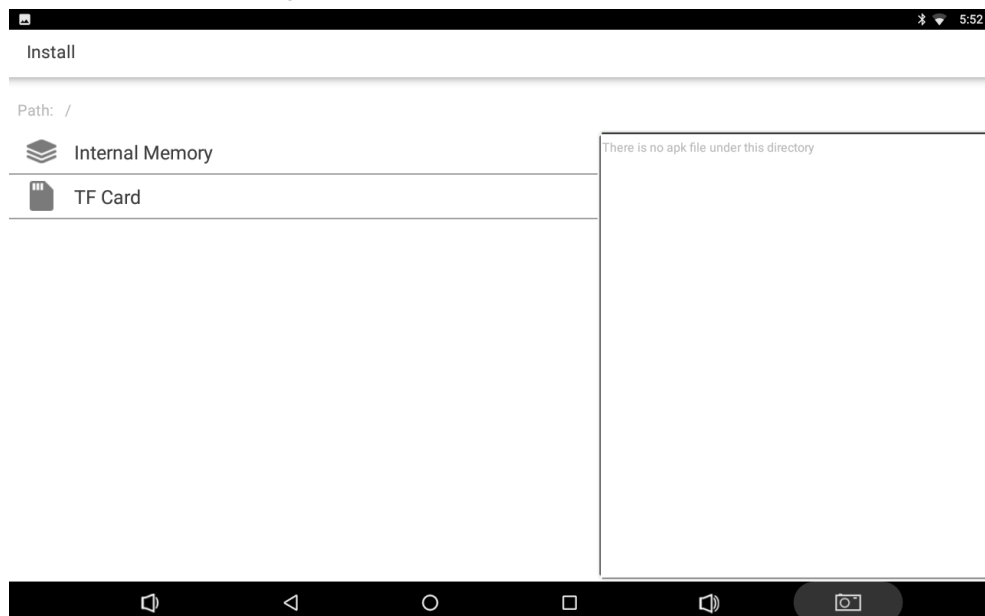 5:52
Install
Path: /
Internal Memory
There is no apk file under this directory
TF Card